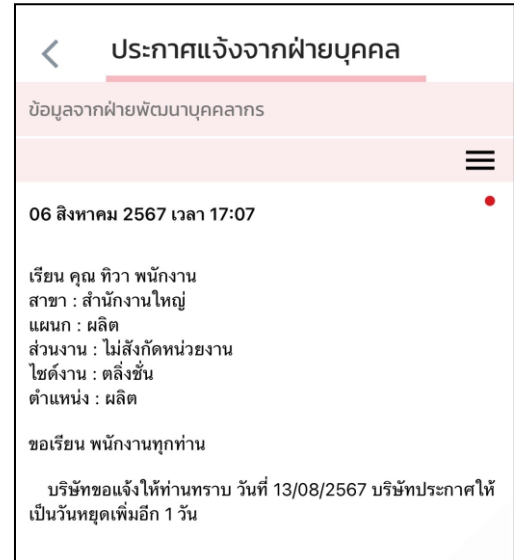 ประกาศแจ้งจากฝ่ายบุคคล
ข้อมูลจากฝ่ายพัฒนาบุคคลากร
06 สิงหาคม 2567 เวลา 17:07
เรียน คุณ ทิวา พนักงาน
สาขา : สำนักงานใหญ่
แผนก : ผลิต
ส่วนงาน : ไม่สังกัดหน่วยงาน
ไซด์งาน : ตลิ่งชั่น
ตำแหน่ง : ผลิต
ขอเรียน พนักงานทุกท่าน
บริษัทขอแจ้งให้ท่านทราบ วันที่ 13/08/2567 บริษัทประกาศให้
เป็นวันหยุดเพิ่มอีก 1 วัน